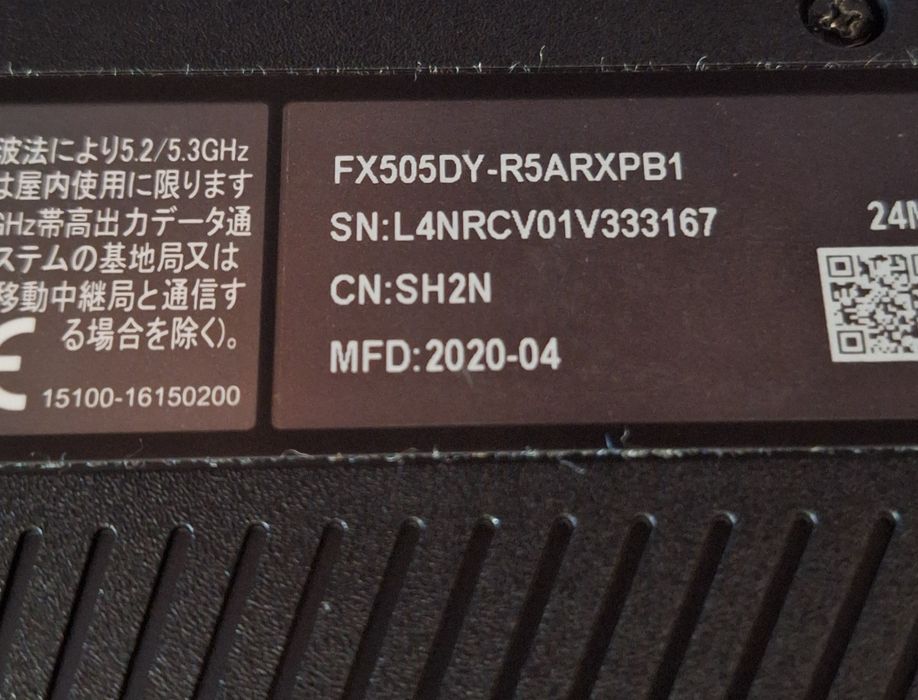 波法により5.2/5.3GHz
は屋内使用に限ります
GHz帯高出力データ通
ステムの基地局又は
移動中継局と通信す
る場合を除く)。
CE
15100-16150200
FX505DY-R5ARXPB1
SN:L4NRCV01V333167
CN:SH2N
MFD:2020-04
24M